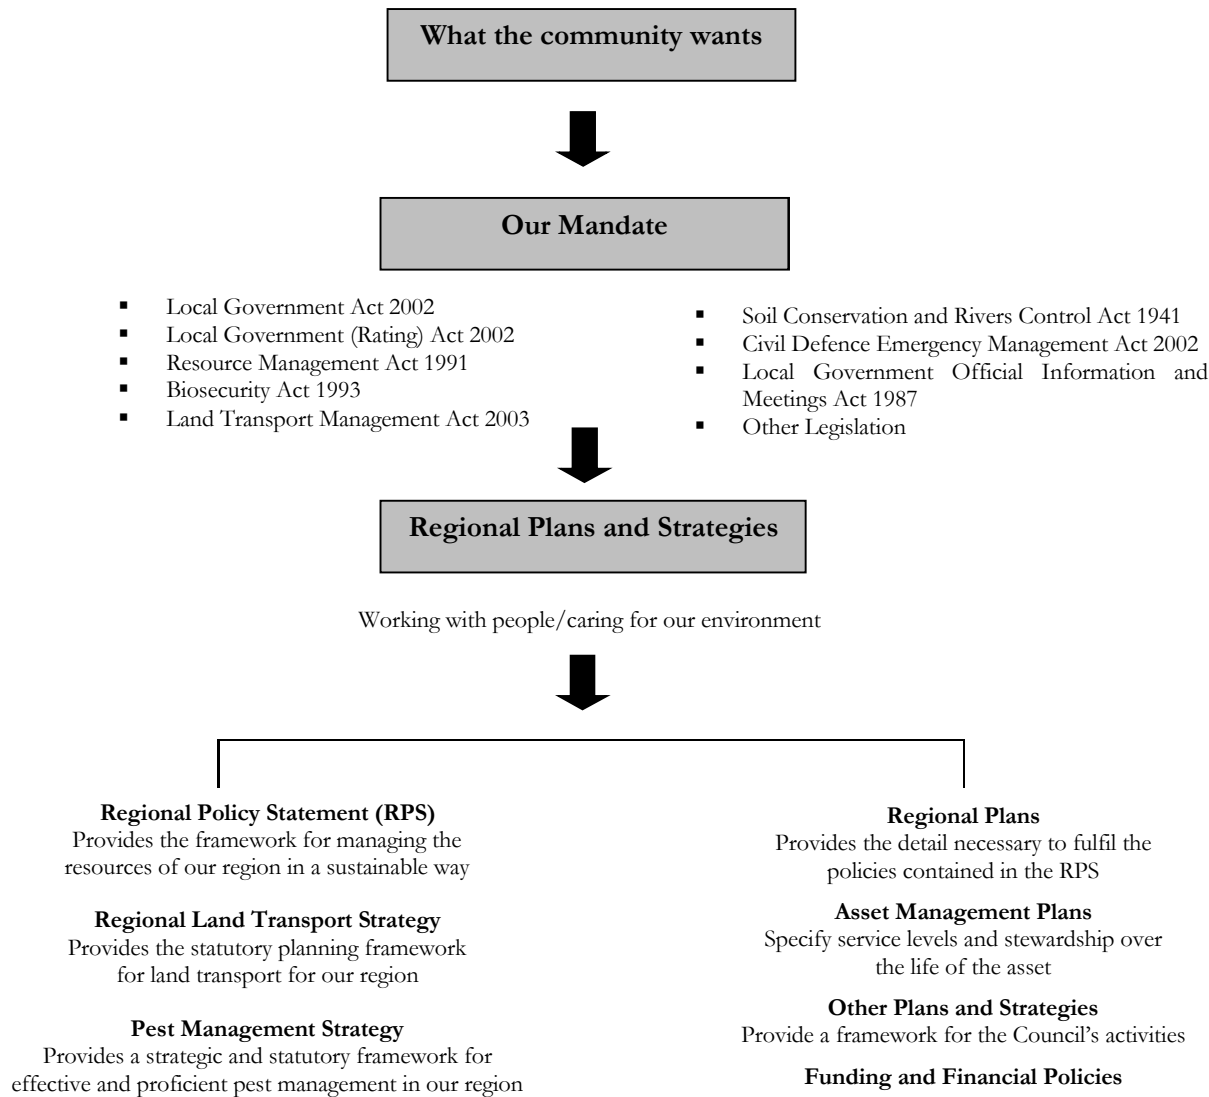 What the community wants
Our Mandate
▪ Local Government Act 2002
▪ Local Government (Rating) Act 2002
▪ Resource Management Act 1991
▪ Biosecurity Act 1993
▪ Land Transport Management Act 2003
▪ Soil Conservation and Rivers Control Act 1941
▪ Civil Defence Emergency Management Act 2002
▪ Local Government Official Information and
Meetings Act 1987
▪ Other Legislation
Regional Plans and Strategies
Working with people/caring for our environment
Regional Policy Statement (RPS)
Provides the framework for managing the
resources of our region in a sustainable way
Regional Land Transport Strategy
Provides the statutory planning framework
for land transport for our region
Pest Management Strategy
Provides a strategic and statutory framework for
effective and proficient pest management in our region
Regional Plans
Provides the detail necessary to fulfil the
policies contained in the RPS
Asset Management Plans
Specify service levels and stewardship over
the life of the asset
Other Plans and Strategies
Provide a framework for the Council's activities
Funding and Financial Policies